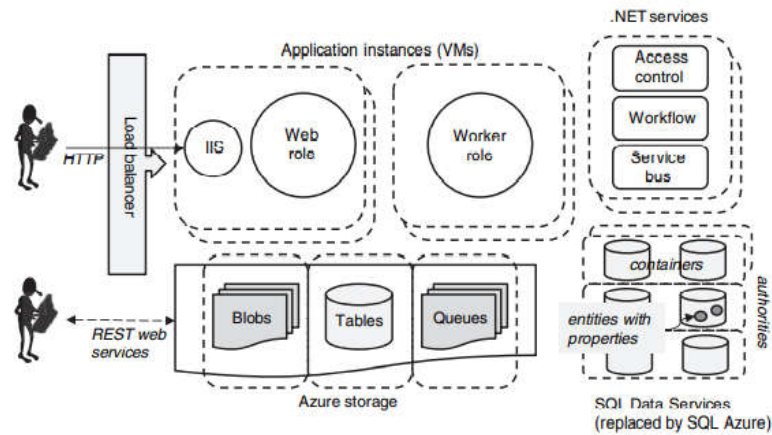 .NET services
Application instances (VMs)
Access
control
Workflow
Service
bus
Load balancer
HTTP
IIS
Web
role
Worker
role
containers
authorities
entities with
properties
REST web
services
Blobs
Tables
Queues
Azure storage
SQL Data Services
(replaced by SQL Azure)